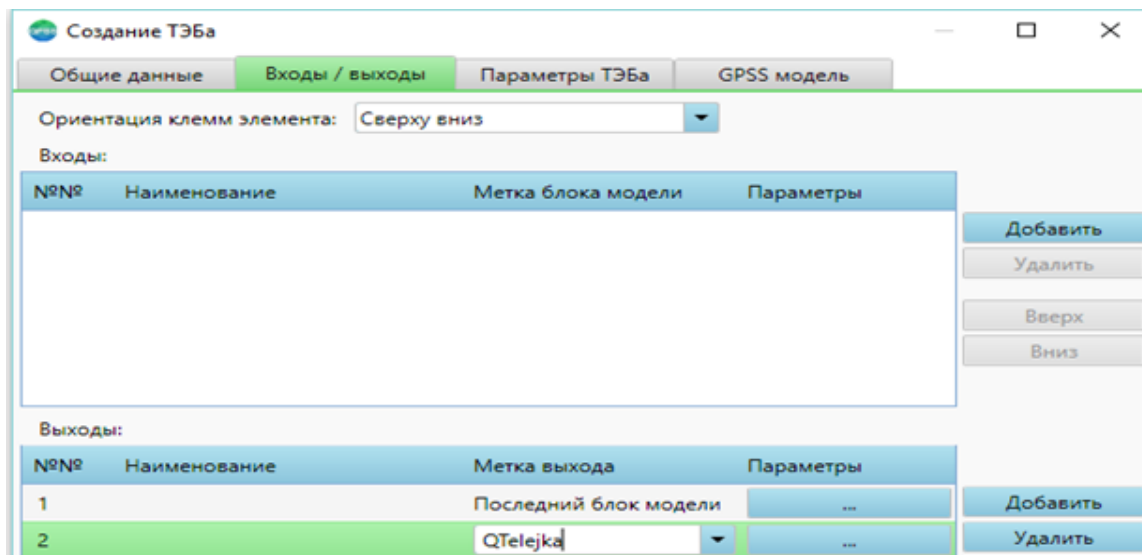 Создание ТЭБа
Общие данные Входы / выходы Параметры ТЭБа GPSS модель
Ориентация клемм элемента: Сверху вниз
Входы:
№№ Наименование Метка блока модели Параметры
Добавить
Удалить
Вверх
Вниз
Выходы:
№№ Наименование Метка выхода Параметры
1 Последний блок модели ... Добавить
2 QTelejka ... Удалить